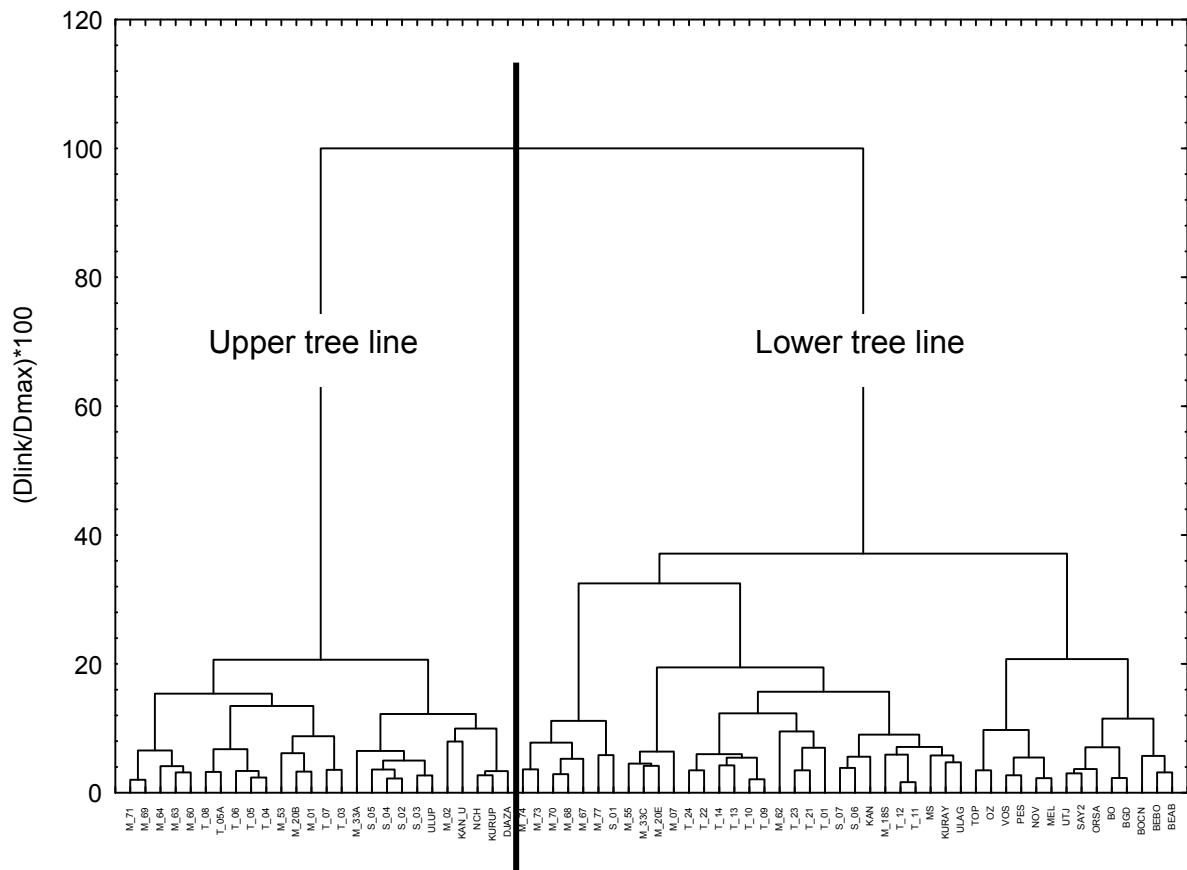 120
100
80
60
40
20
0
(Dlink/Dmax)*100
Upper tree line
Lower tree line
M_71
M_69
M_64
M_63
M_60
T_08
T_05A
T_06
T_05
T_04
M_53
M_20B
M_01
T_07
T_03
M_33A
S_05
S_04
S_02
S_03
ULUP
M_02
KAN_U
NCH
KURUP
DJAZA
M_74
M_73
M_70
M_68
M_67
M_77
S_01
M_55
M_33C
M_20E
M_07
T_24
T_22
T_14
T_13
T_10
T_09
M_62
T_23
T_21
T_01
S_07
S_06
KAN
M_18S
T_12
T_11
MS
KURAY
ULAG
TOP
OZ
VOS
PES
NOV
MEL
UTJ
SAY2
ORSA
BO
BGD
BOCN
BEBO
BEAB